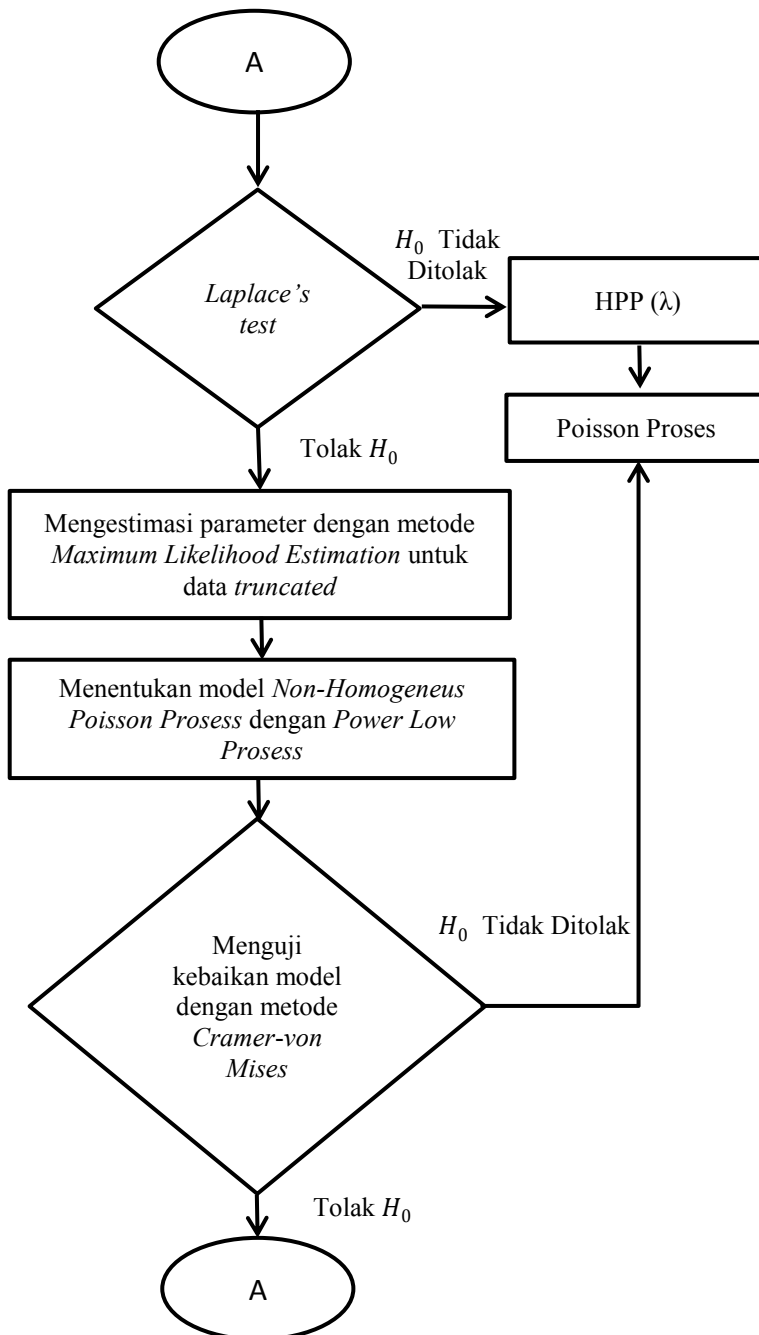 A
H₀ Tidak
Ditolak
Laplace's
test
HPP (λ)
Poisson Proses
Tolak H₀
Mengestimasi parameter dengan metode
Maximum Likelihood Estimation untuk
data truncated
Menentukan model Non-Homogeneus
Poisson Prosess dengan Power Low
Prosess
H₀ Tidak Ditolak
Menguji
kebaikan model
dengan metode
Cramer-von
Mises
Tolak H₀
A